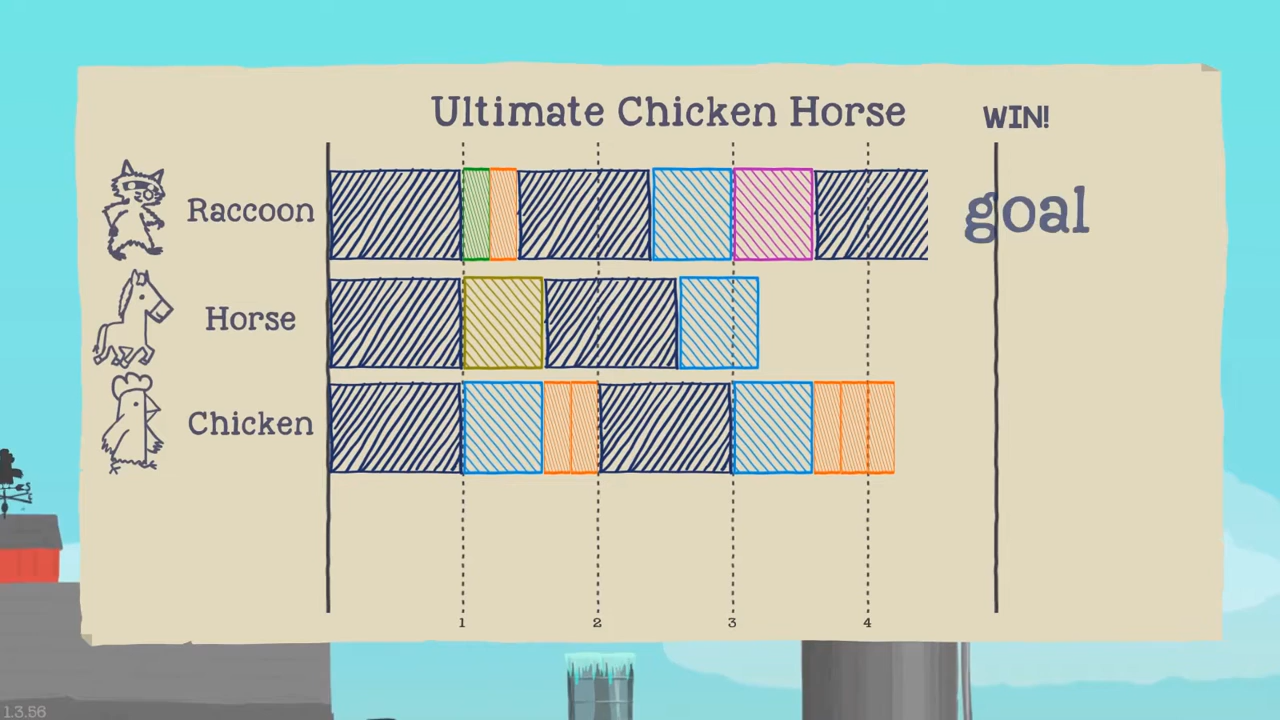 Ultimate Chicken Horse
WIN!
Raccoon
goal
Horse
Chicken
1 2 3 4
1.3.56